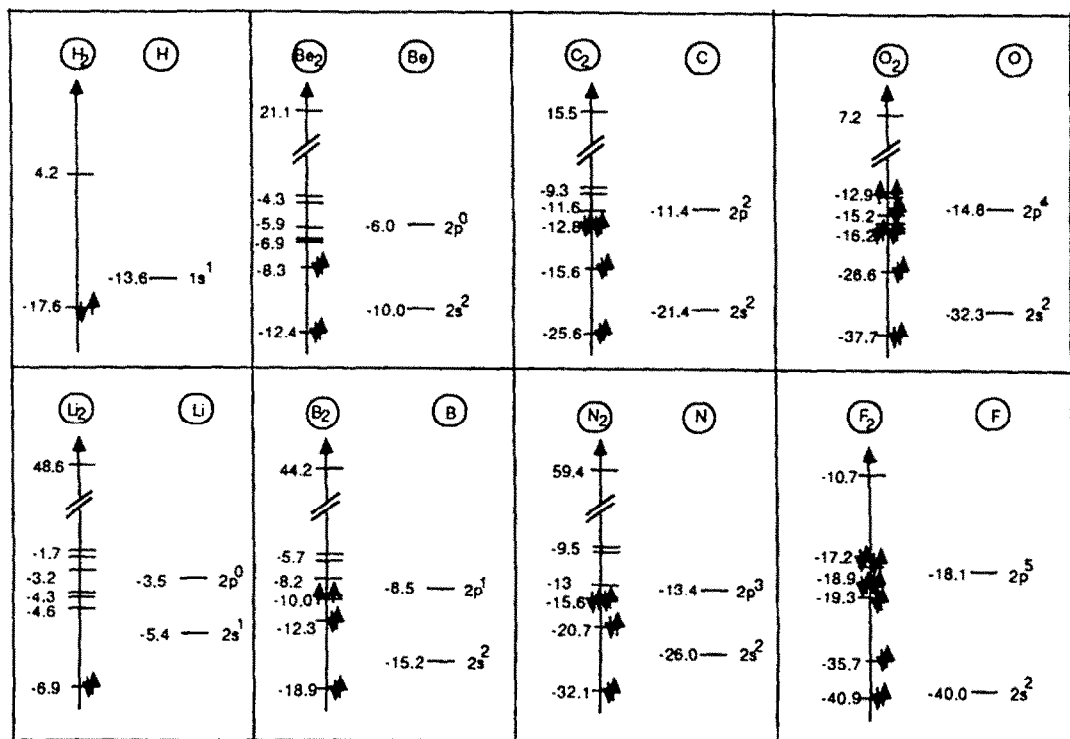 H2 H
4.2
-13.6 1s1
-17.6
Be2 Be
21.1
-4.3
-5.9
-6.0 2p0
-6.9
-8.3
-10.0 2s2
-12.4
C2 C
15.5
-9.3
-11.6
-11.4 2p2
-12.8
-15.6
-21.4 2s2
-25.6
O2 O
7.2
-12.9
-14.8 2p4
-15.2
-16.2
-26.6
-32.3 2s2
-37.7
Li2 Li
48.6
-1.7
-3.2
-3.5 2p0
-4.3
-4.6
-5.4 2s1
-6.9
B2 B
44.2
-5.7
-8.2
-8.5 2p1
-10.0
-12.3
-15.2 2s2
-18.9
N2 N
59.4
-9.5
-13
-13.4 2p3
-15.6
-20.7
-26.0 2s2
-32.1
F2 F
-10.7
-17.2
-18.1 2p5
-18.9
-19.3
-35.7
-40.9 -40.0 2s2